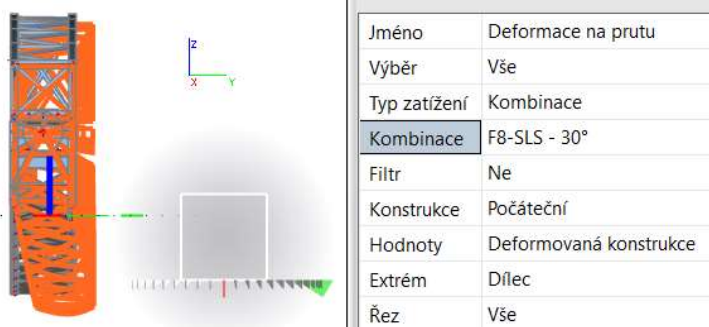 Z
X
Y
Jméno Deformace na prutu
Výběr Vše
Typ zatížení Kombinace
Kombinace F8-SLS - 30°
Filtr Ne
Konstrukce Počáteční
Hodnoty Deformovaná konstrukce
Extrém Dílec
Řez Vše